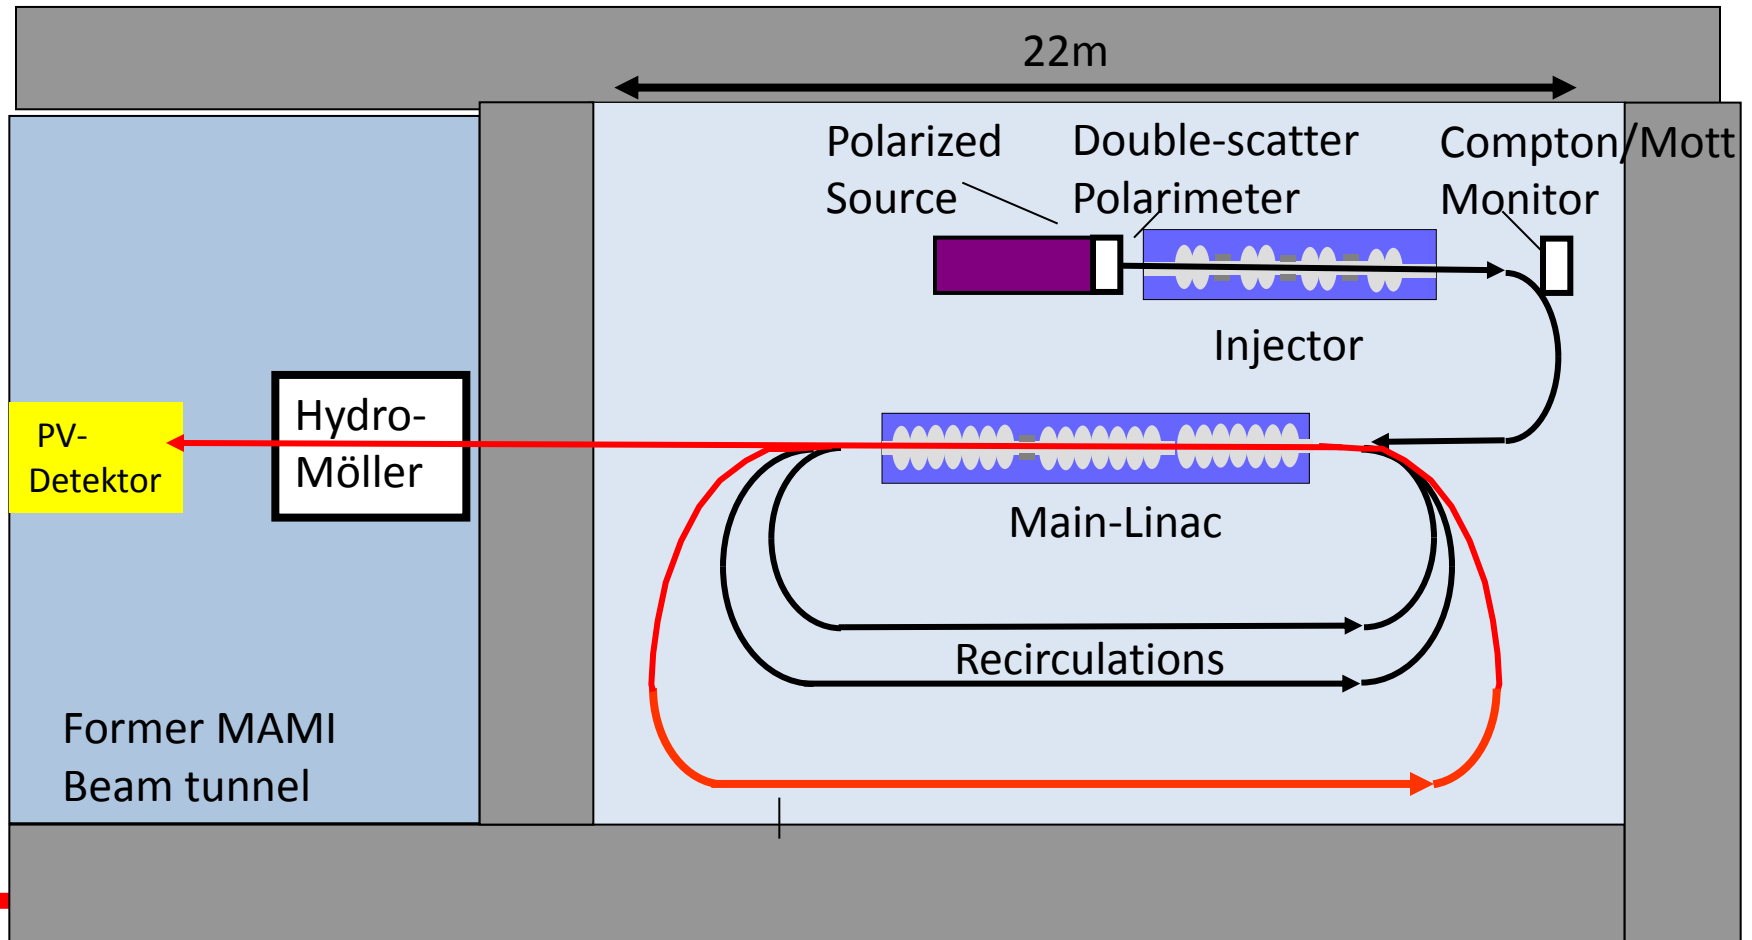 22m
Polarized
Source
Double-scatter
Polarimeter
Compton/Mott
Monitor
Injector
Hydro-
Möller
PV-
Detektor
Main-Linac
Recirculations
Former MAMI
Beam tunnel